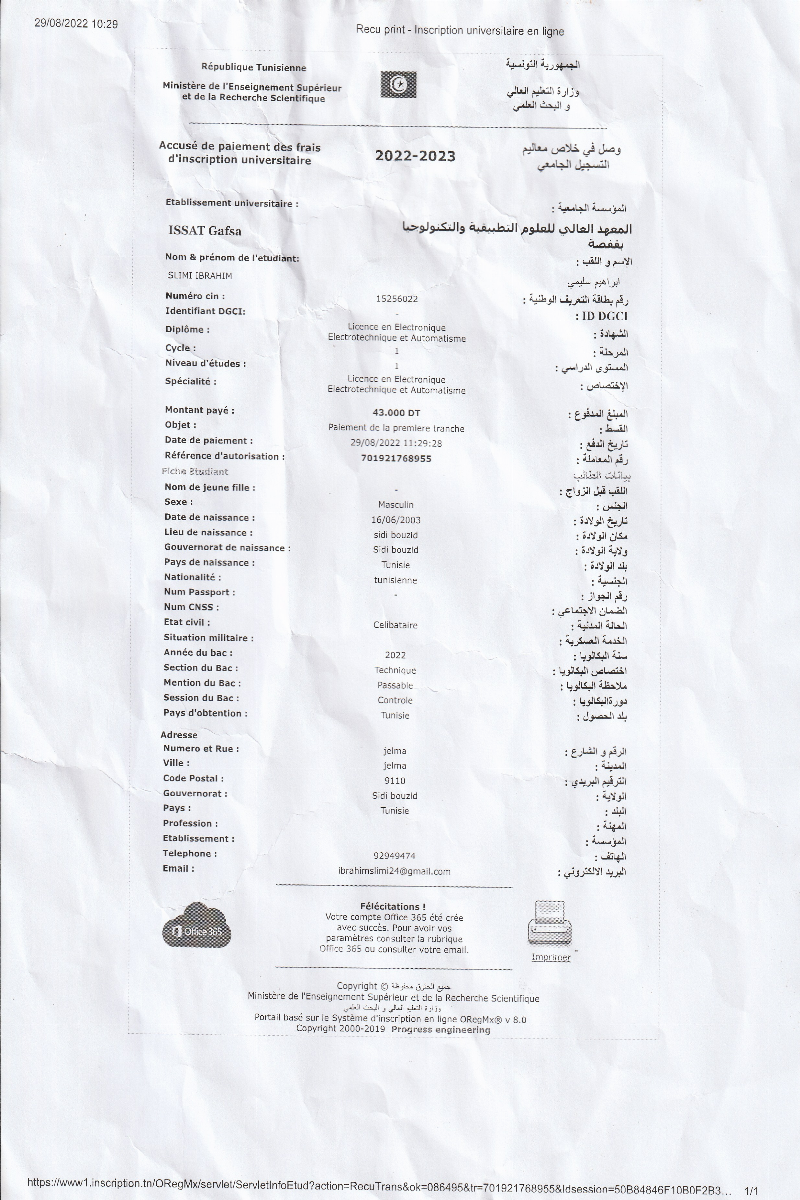 29/08/2022 10:29
Recu print - Inscription universitaire en ligne
République Tunisienne
الجمهورية التونسية
Ministère de l'Enseignement Supérieur
et de la Recherche Scientifique
وزارة التعليم العالي
و البحث العلمي
Accusé de paiement des frais
d'inscription universitaire
2022-2023
وصل في خلاص معاليم
التسجيل الجامعي
Etablissement universitaire :
المؤسسة الجامعية :
ISSAT Gafsa
المعهد العالي للعلوم التطبيقية والتكنولوجيا
بقفصة
Nom & prénom de l'etudiant:
الاسم و اللقب :
SLIMI IBRAHIM
ابراهيم سليمي
Numéro cin : 15256022 رقم بطاقة التعريف الوطنية :
Identifiant DGCI: - ID DGCI :
Diplôme : Licence en Electronique
Electrotechnique et Automatisme الشهادة :
Cycle : 1 المرحلة :
Niveau d'études : 1 المستوى الدراسي :
Spécialité : Licence en Electronique
Electrotechnique et Automatisme الإختصاص :
Montant payé : 43.000 DT المبلغ المدفوع :
Objet : Paiement de la premiere tranche القسط :
Date de paiement : 29/08/2022 11:29:28 تاريخ الدفع :
Référence d'autorisation : 701921768955 رقم المعاملة :
Fiche Etudiant بيانات الطالب
Nom de jeune fille : - اللقب قبل الزواج :
Sexe : Masculin الجنس :
Date de naissance : 16/06/2003 تاريخ الولادة :
Lieu de naissance : sidi bouzid مكان الولادة :
Gouvernorat de naissance : Sidi bouzid ولاية الولادة :
Pays de naissance : Tunisie بلد الولادة :
Nationalité : tunisienne الجنسية :
Num Passport : - رقم الجواز :
Num CNSS : الضمان الاجتماعي :
Etat civil : Celibataire الحالة المدنية :
Situation militaire : الخدمة العسكرية :
Année du bac : 2022 سنة البكالوريا :
Section du Bac : Technique اختصاص البكالوريا :
Mention du Bac : Passable ملاحظة البكالوريا :
Session du Bac : Controle دورة البكالوريا :
Pays d'obtention : Tunisie بلد الحصول :
Adresse
Numero et Rue : jelma الرقم و الشارع :
Ville : jelma المدينة :
Code Postal : 9110 الترقيم البريدي :
Gouvernorat : Sidi bouzid الولاية :
Pays : Tunisie البلد :
Profession : المهنة :
Etablissement : المؤسسة :
Telephone : 92949474 الهاتف :
Email : ibrahimslimi24@gmail.com البريد الالكتروني :
Office 365
Félécitations !
Votre compte Office 365 été crée
avec succès. Pour avoir vos
paramètres consulter la rubrique
Office 365 ou consulter votre email.
Imprimer
Copyright © جميع الحقوق محفوظة
Ministère de l'Enseignement Supérieur et de la Recherche Scientifique
وزارة التعليم العالي و البحث العلمي
Portail basé sur le Système d'inscription en ligne ORegMx® v 8.0
Copyright 2000-2019 Progress engineering
https://www1.inscription.tn/ORegMx/servlet/ServletInfoEtud?action=RecuTrans&ok=086495&tr=701921768955&Idsession=50B84846F10B0F2B3... 1/1